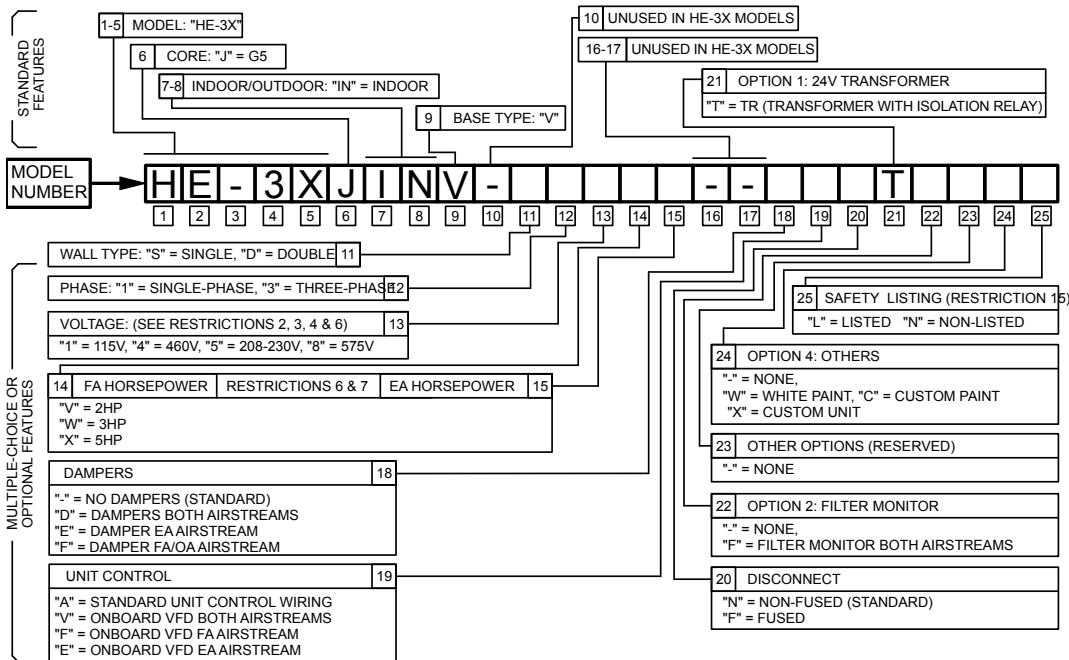 STANDARD
FEATURES
1-5 MODEL: "HE-3X"
6 CORE: "J" = G5
7-8 INDOOR/OUTDOOR: "IN" = INDOOR
9 BASE TYPE: "V"
10 UNUSED IN HE-3X MODELS
16-17 UNUSED IN HE-3X MODELS
21 OPTION 1: 24V TRANSFORMER
"T" = TR (TRANSFORMER WITH ISOLATION RELAY)
MODEL
NUMBER
H E - 3 X J I N V - - - T
1 2 3 4 5 6 7 8 9 10 11 12 13 14 15 16 17 18 19 20 21 22 23 24 25
MULTIPLE-CHOICE OR
OPTIONAL FEATURES
WALL TYPE: "S" = SINGLE, "D" = DOUBLE 11
PHASE: "1" = SINGLE-PHASE, "3" = THREE-PHASE 12
VOLTAGE: (SEE RESTRICTIONS 2, 3, 4 & 6) 13
"1" = 115V, "4" = 460V, "5" = 208-230V, "8" = 575V
14 FA HORSEPOWER RESTRICTIONS 6 & 7 EA HORSEPOWER 15
"V" = 2HP
"W" = 3HP
"X" = 5HP
DAMPERS 18
"-" = NO DAMPERS (STANDARD)
"D" = DAMPERS BOTH AIRSTREAMS
"E" = DAMPER EA AIRSTREAM
"F" = DAMPER FA/OA AIRSTREAM
UNIT CONTROL 19
"A" = STANDARD UNIT CONTROL WIRING
"V" = ONBOARD VFD BOTH AIRSTREAMS
"F" = ONBOARD VFD FA AIRSTREAM
"E" = ONBOARD VFD EA AIRSTREAM
25 SAFETY LISTING (RESTRICTION 15)
"L" = LISTED "N" = NON-LISTED
24 OPTION 4: OTHERS
"-" = NONE,
"W" = WHITE PAINT, "C" = CUSTOM PAINT
"X" = CUSTOM UNIT
23 OTHER OPTIONS (RESERVED)
"-" = NONE
22 OPTION 2: FILTER MONITOR
"-" = NONE,
"F" = FILTER MONITOR BOTH AIRSTREAMS
20 DISCONNECT
"N" = NON-FUSED (STANDARD)
"F" = FUSED